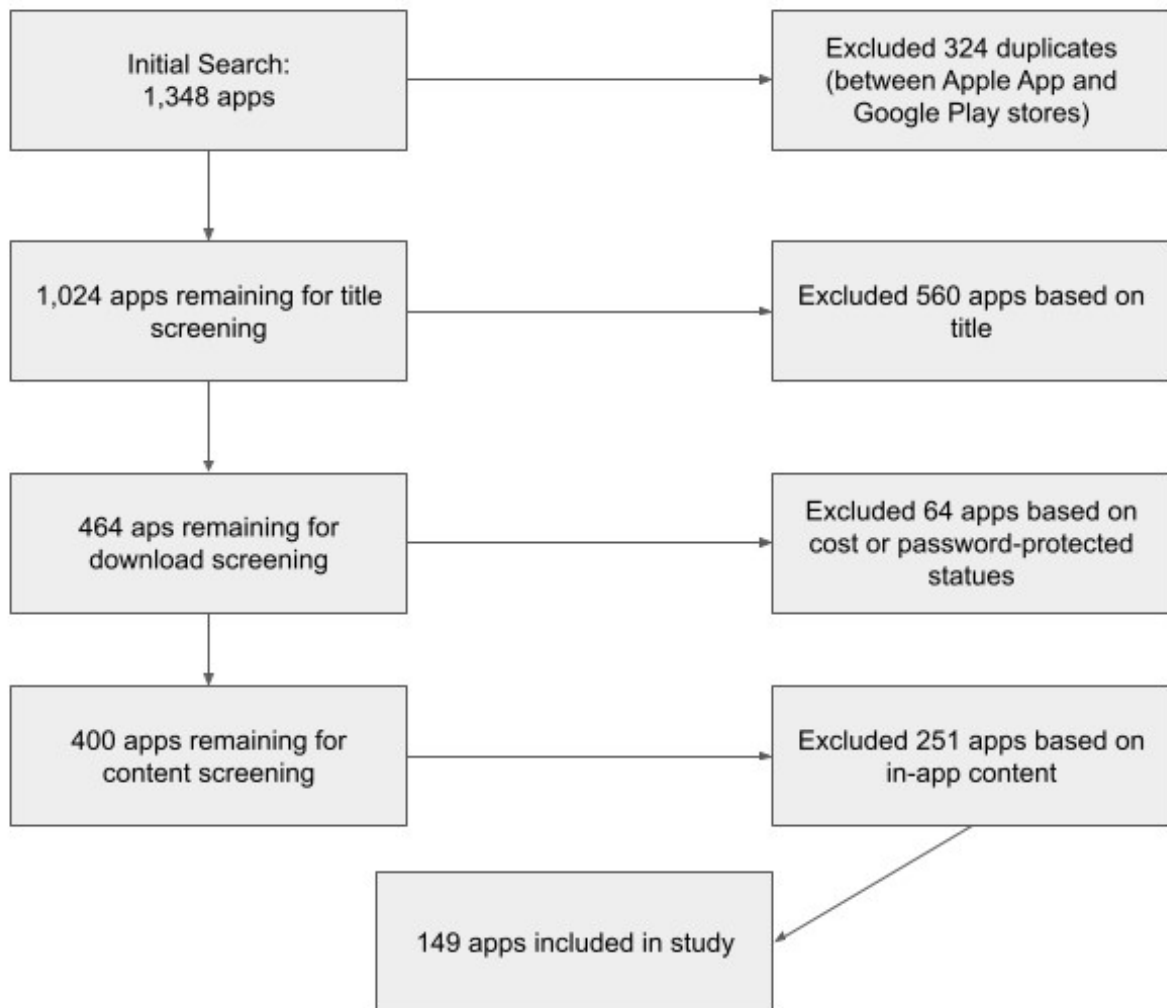 Initial Search:
1,348 apps
Excluded 324 duplicates
(between Apple App and
Google Play stores)
1,024 apps remaining for title
screening
Excluded 560 apps based on
title
464 aps remaining for
download screening
Excluded 64 apps based on
cost or password-protected
statues
400 apps remaining for
content screening
Excluded 251 apps based on
in-app content
149 apps included in study